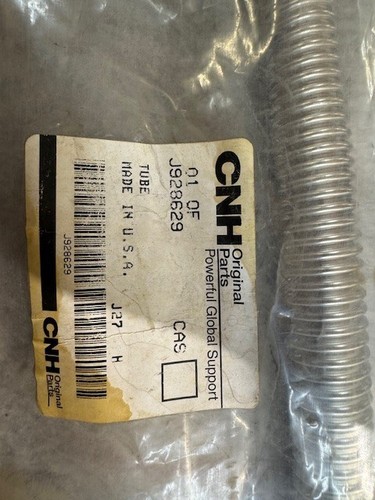 CNH Original Parts
Powerful Global Support
01 OF
J928629 CAS
TUBE
MADE IN U.S.A.
J27 H
J928629
CNH Original Parts